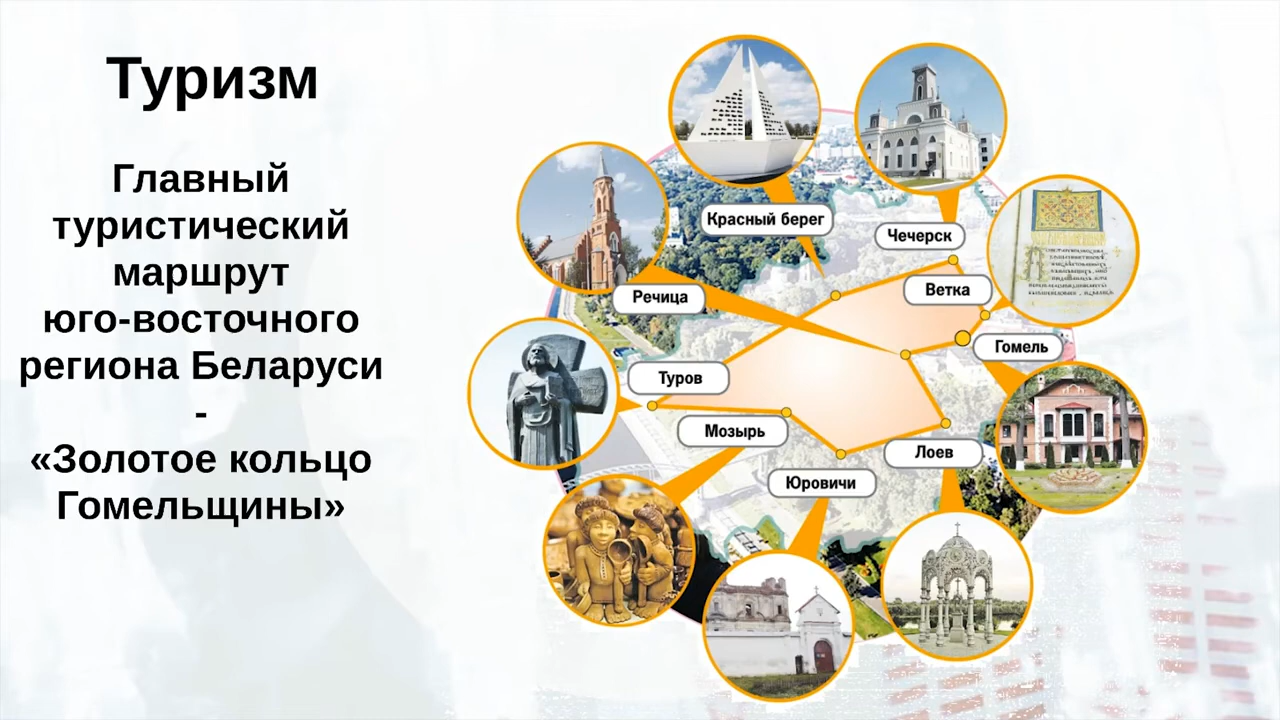 Туризм
Главный
туристический
маршрут
юго-восточного
региона Беларуси
-
«Золотое кольцо
Гомельщины»
Красный берег
Чечерск
Ветка
Речица
Гомель
Туров
Мозырь
Лоев
Юровичи